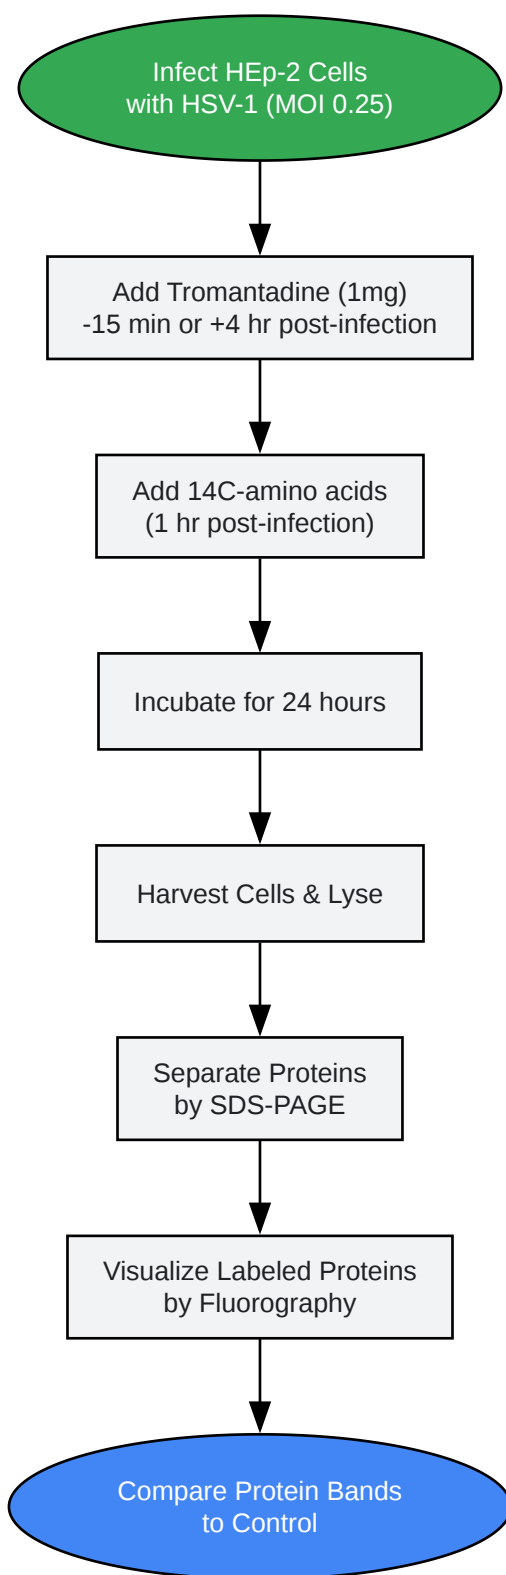 Infect HEp-2 Cells
with HSV-1 (MOI 0.25)
Add Tromantadine (1mg)
-15 min or +4 hr post-infection
Add 14C-amino acids
(1 hr post-infection)
Incubate for 24 hours
Harvest Cells & Lyse
Separate Proteins
by SDS-PAGE
Visualize Labeled Proteins
by Fluorography
Compare Protein Bands
to Control